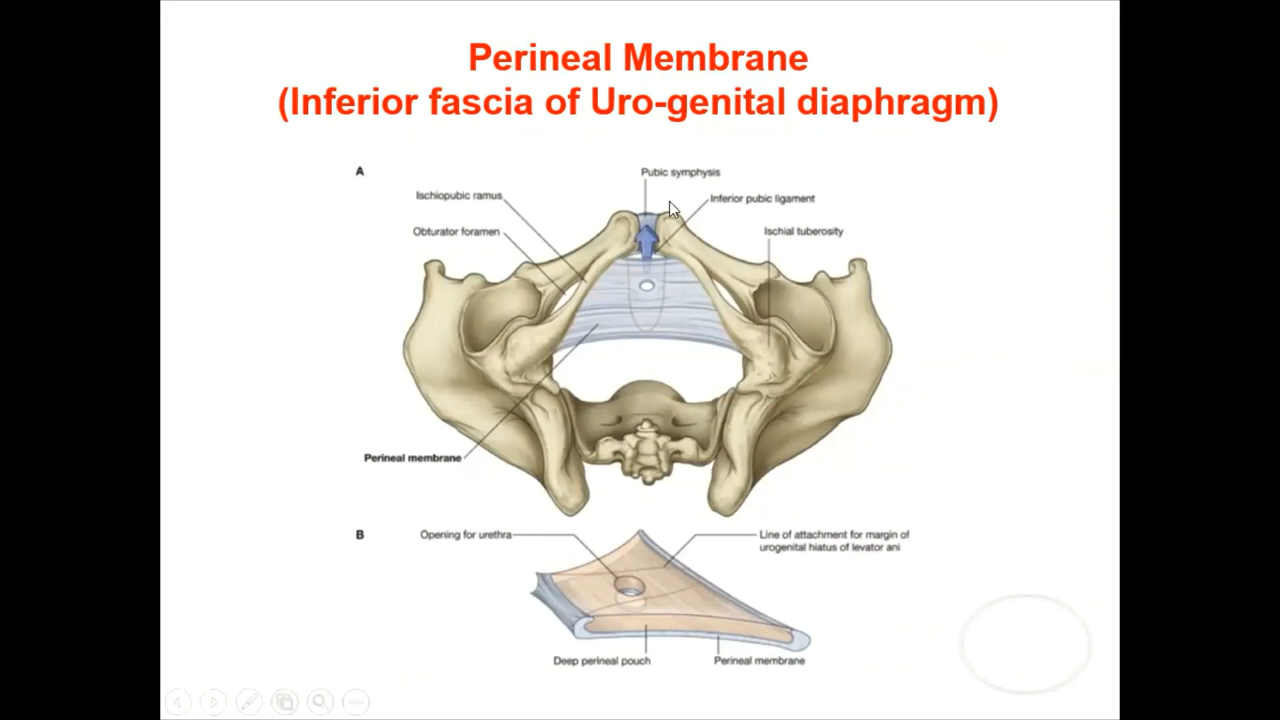 Perineal Membrane
(Inferior fascia of Uro-genital diaphragm)
A
Pubic symphysis
Ischiopubic ramus
Inferior pubic ligament
Obturator foramen
Ischial tuberosity
Perineal membrane
B
Opening for urethra
Line of attachment for margin of
urogenital hiatus of levator ani
Deep perineal pouch
Perineal membrane